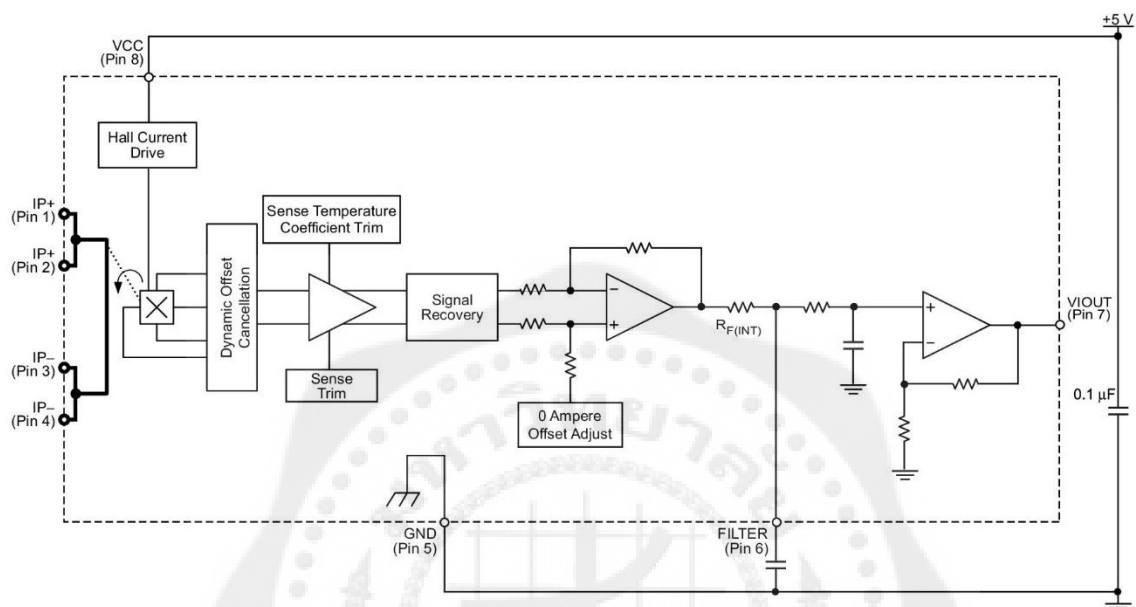 +5 V
VCC
(Pin 8)
Hall Current
Drive
IP+
(Pin 1)
IP+
(Pin 2)
IP–
(Pin 3)
IP–
(Pin 4)
Dynamic Offset
Cancellation
Sense Temperature
Coefficient Trim
Sense
Trim
Signal
Recovery
0 Ampere
Offset Adjust
RF(INT)
VIOUT
(Pin 7)
0.1 µF
GND
(Pin 5)
FILTER
(Pin 6)